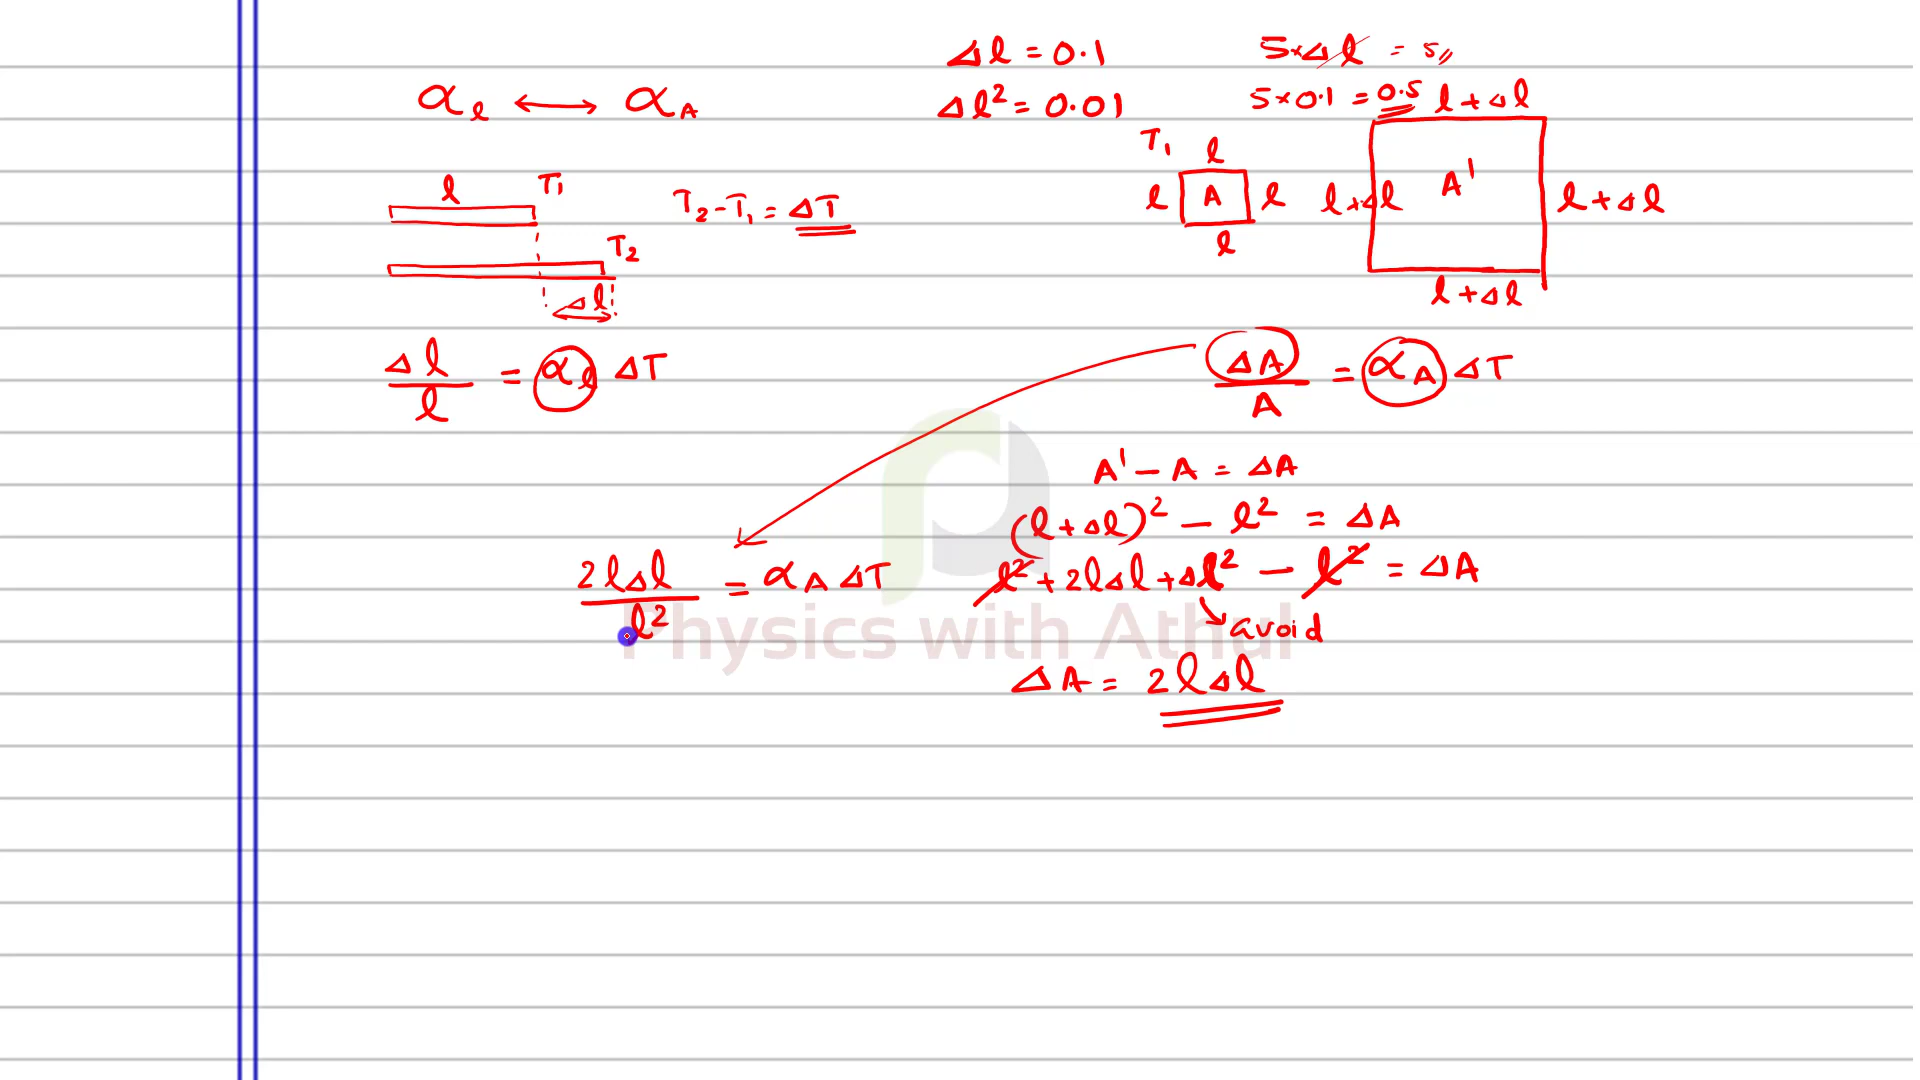 Δl = 0.1
5×Δl = 5
αl ⟷ αA
Δl² = 0.01
5×0.1 = 0.5
l+Δl
T₁
l
l A l
l+Δl A' l+Δl
l
l+Δl
l T₁
T₂-T₁ = ΔT
T₂
Δl
Δl/l = αl ΔT
ΔA/A = αA ΔT
A' - A = ΔA
(l+Δl)² - l² = ΔA
l² + 2lΔl + Δl² - l² = ΔA
avoid
ΔA = 2lΔl
2lΔl/l² = αA ΔT
Physics with Athul